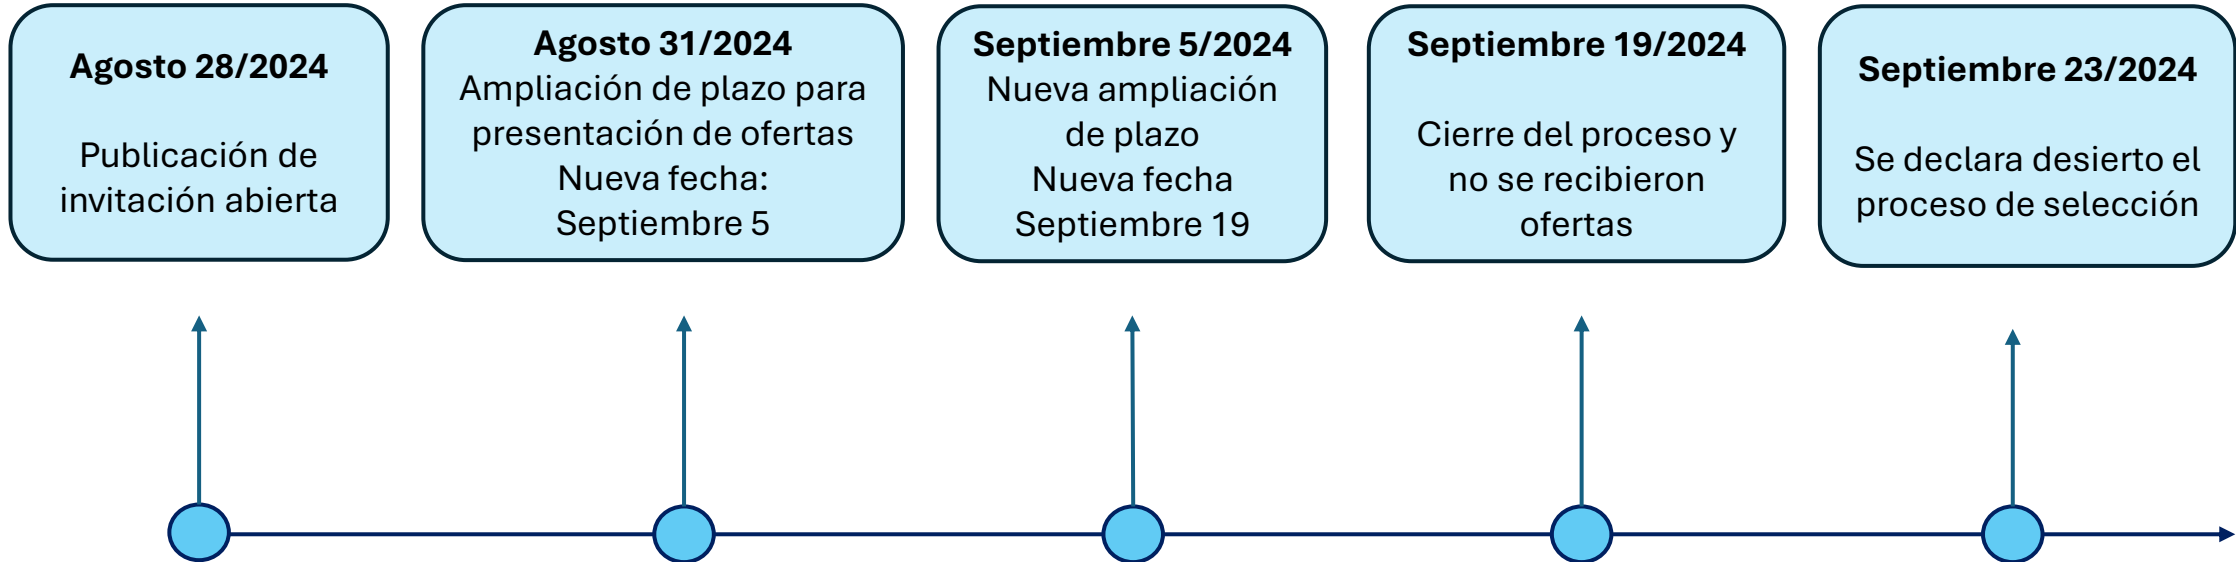 Agosto 28/2024
Publicación de
invitación abierta
Agosto 31/2024
Ampliación de plazo para
presentación de ofertas
Nueva fecha:
Septiembre 5
Septiembre 5/2024
Nueva ampliación
de plazo
Nueva fecha
Septiembre 19
Septiembre 19/2024
Cierre del proceso y
no se recibieron
ofertas
Septiembre 23/2024
Se declara desierto el
proceso de selección